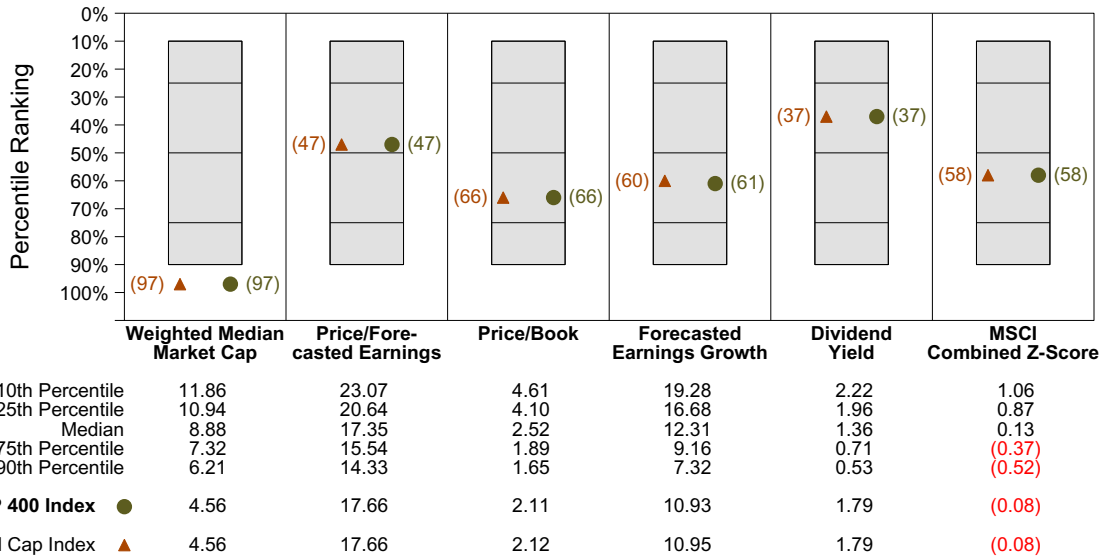 0%
10%
20%
30%
40%
50%
60%
70%
80%
90%
100%
Percentile Ranking
(97) (97)
(47) (47)
(66) (66)
(60) (61)
(37) (37)
(58) (58)
Weighted Median Market Cap
Price/Fore-casted Earnings
Price/Book
Forecasted Earnings Growth
Dividend Yield
MSCI Combined Z-Score
10th Percentile 11.86 23.07 4.61 19.28 2.22 1.06
25th Percentile 10.94 20.64 4.10 16.68 1.96 0.87
Median 8.88 17.35 2.52 12.31 1.36 0.13
75th Percentile 7.32 15.54 1.89 9.16 0.71 (0.37)
90th Percentile 6.21 14.33 1.65 7.32 0.53 (0.52)
400 Index 4.56 17.66 2.11 10.93 1.79 (0.08)
Cap Index 4.56 17.66 2.12 10.95 1.79 (0.08)